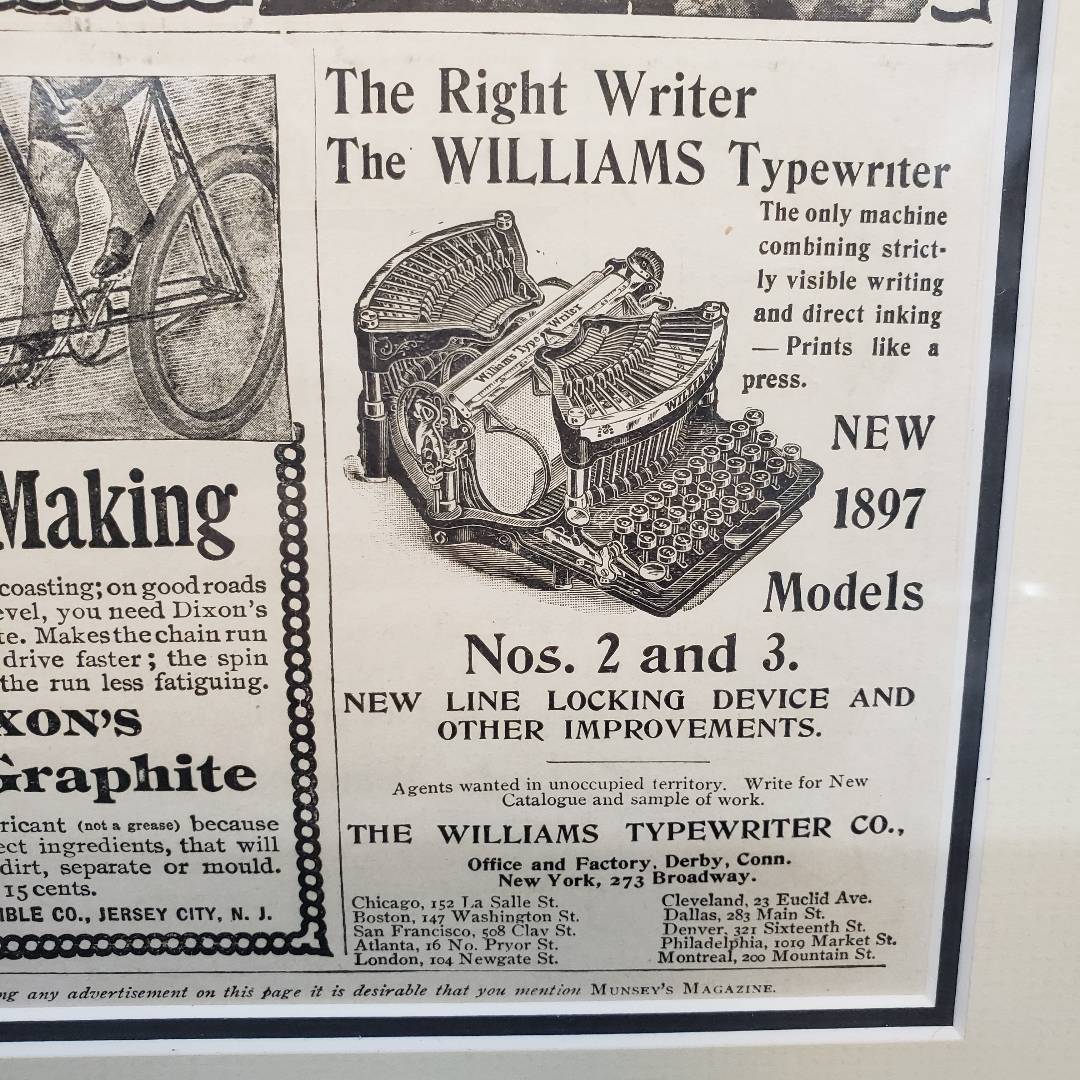 The Right Writer
The WILLIAMS Typewriter
The only machine
combining strict-
ly visible writing
and direct inking
— Prints like a
press.
Williams Type Writer
WILLIAMS
NEW
1897
Models
Nos. 2 and 3.
NEW LINE LOCKING DEVICE AND
OTHER IMPROVEMENTS.
Agents wanted in unoccupied territory. Write for New
Catalogue and sample of work.
THE WILLIAMS TYPEWRITER CO.,
Office and Factory, Derby, Conn.
New York, 273 Broadway.
Chicago, 152 La Salle St.
Boston, 147 Washington St.
San Francisco, 508 Clay St.
Atlanta, 16 No. Pryor St.
London, 104 Newgate St.
Cleveland, 23 Euclid Ave.
Dallas, 283 Main St.
Denver, 321 Sixteenth St.
Philadelphia, 1019 Market St.
Montreal, 200 Mountain St.
Making
coasting; on good roads
evel, you need Dixon's
te. Makes the chain run
drive faster; the spin
the run less fatiguing.
XON'S
Graphite
ricant (not a grease) because
ect ingredients, that will
dirt, separate or mould.
15 cents.
IBLE CO., JERSEY CITY, N. J.
ng any advertisement on this page it is desirable that you mention MUNSEY'S MAGAZINE.